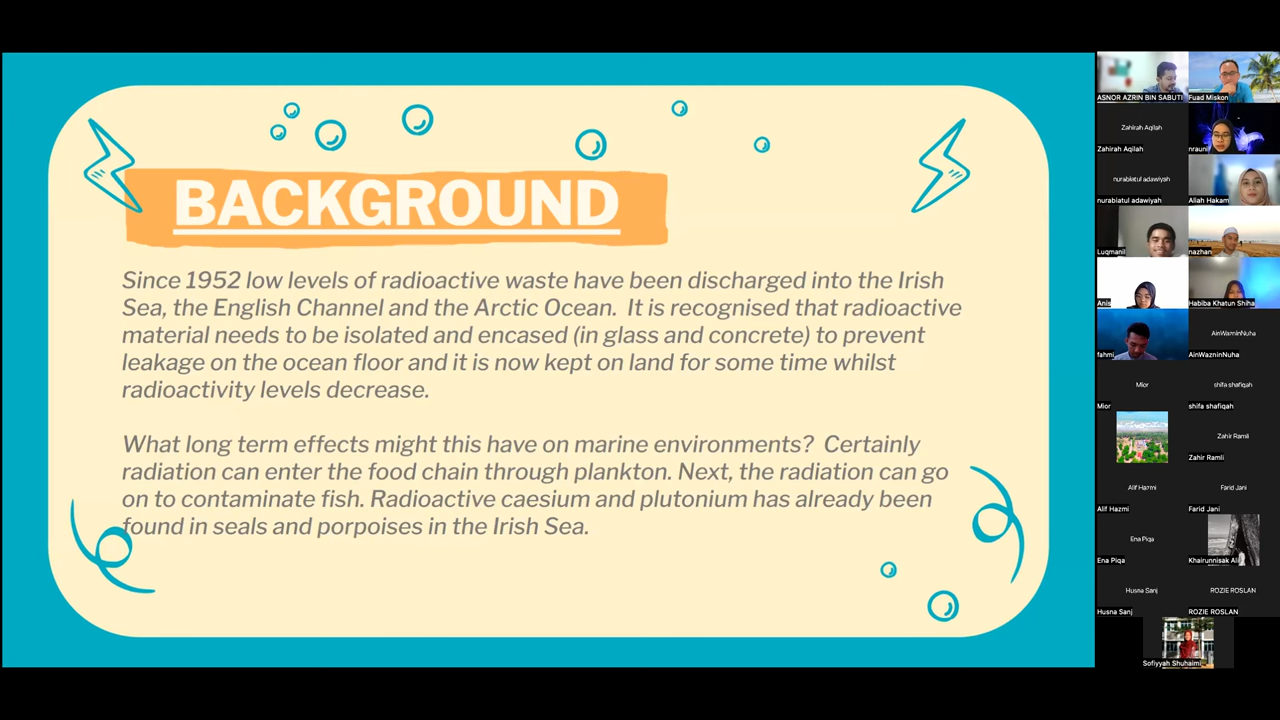 BACKGROUND
Since 1952 low levels of radioactive waste have been discharged into the Irish
Sea, the English Channel and the Arctic Ocean.  It is recognised that radioactive
material needs to be isolated and encased (in glass and concrete) to prevent
leakage on the ocean floor and it is now kept on land for some time whilst
radioactivity levels decrease.
What long term effects might this have on marine environments?  Certainly
radiation can enter the food chain through plankton. Next, the radiation can go
on to contaminate fish. Radioactive caesium and plutonium has already been
found in seals and porpoises in the Irish Sea.
ASNOR AZRIN BIN SABUTI
Fuad Miskon
Zahirah Aqilah
Zahirah Aqilah
nrauni
nurabiatul adawiyah
nurabiatul adawiyah
Aliah Hakam
Luqmanil
nazhan
Anis
Habiba Khatun Shiha
fahmi
AinWazninNuha
AinWazninNuha
Mior
Mior
shifa shafiqah
shifa shafiqah
Zahir Ramli
Zahir Ramli
Alif Hazmi
Alif Hazmi
Farid Jani
Farid Jani
Ena Piqa
Ena Piqa
Khairunnisak Ali
Husna Sanj
Husna Sanj
ROZIE ROSLAN
ROZIE ROSLAN
Sofiyyah Shuhaimi